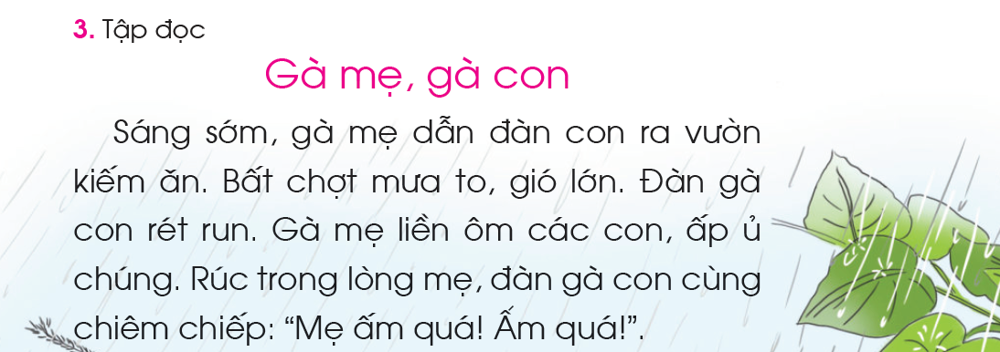 3. Tập đọc
Gà mẹ, gà con
Sáng sớm, gà mẹ dẫn đàn con ra vườn
kiếm ăn. Bất chợt mưa to, gió lớn. Đàn gà
con rét run. Gà mẹ liền ôm các con, ấp ủ
chúng. Rúc trong lòng mẹ, đàn gà con cùng
chiêm chiếp: “Mẹ ấm quá! Ấm quá!”.